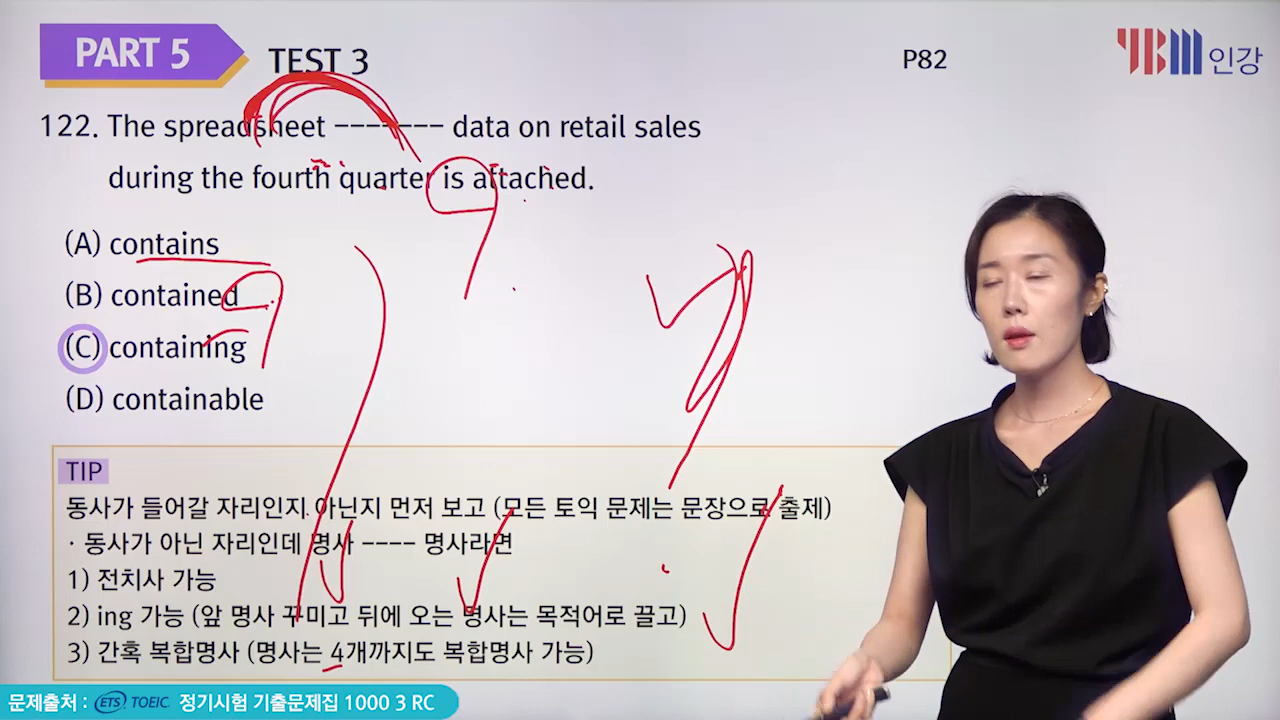 PART 5
TEST 3
P82
YBM 인강
122. The spreadsheet ------- data on retail sales
during the fourth quarter is attached.
(A) contains
(B) contained
(C) containing
(D) containable
TIP
동사가 들어갈 자리인지 아닌지 먼저 보고 (모든 토익 문제는 문장으로 출제)
· 동사가 아닌 자리인데 명사 ---- 명사라면
1) 전치사 가능
2) ing 가능 (앞 명사 꾸미고 뒤에 오는 명사는 목적어로 끌고)
3) 간혹 복합명사 (명사는 4개까지도 복합명사 가능)
문제출처 : ETS TOEIC 정기시험 기출문제집 1000 3 RC